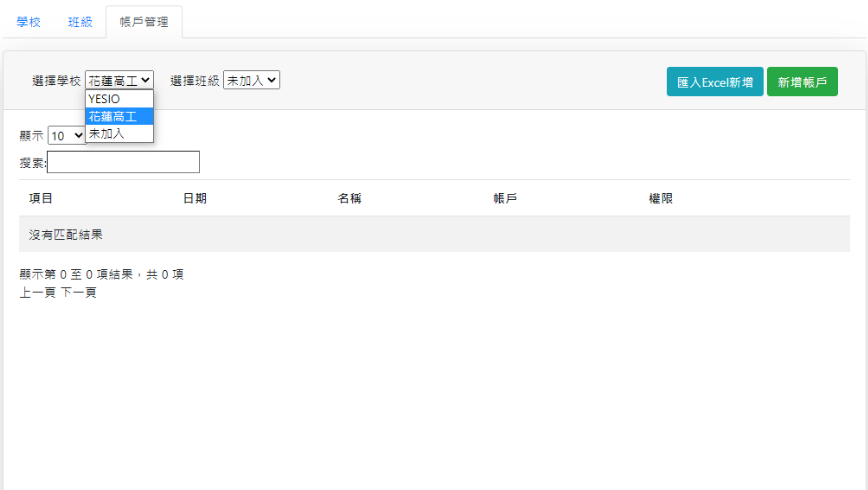 學校 班級 帳戶管理
選擇學校 花蓮高工 選擇班級 未加入 匯入Excel新增 新增帳戶
YESIO
花蓮高工
未加入
顯示 10
搜索:
項目 日期 名稱 帳戶 權限
沒有匹配結果
顯示第 0 至 0 項結果，共 0 項
上一頁 下一頁